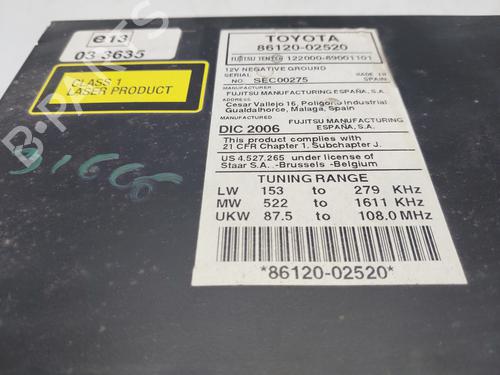 e13
03 3635
CLASS 1
LASER PRODUCT
B-PARTS
TOYOTA
86120-02520
FUJITSU TEN 122000-69001101
12V NEGATIVE GROUND
SERIAL SEC00275 MADE IN SPAIN
MANUFACTURER
FUJITSU MANUFACTURING ESPAÑA, S.A.
ADDRESS
Cesar Vallejo 16, Poligono Industrial
Guadalhorce, Malaga, Spain
MANUFACTURED
DIC 2006 FUJITSU MANUFACTURING
ESPAÑA, S.A.
This product complies with
21 CFR Chapter 1. Subchapter J.
US 4.527.265 under license of
Staar S.A. -Brussels -Belgium
TUNING RANGE
LW 153 to 279 KHz
MW 522 to 1611 KHz
UKW 87.5 to 108.0 MHz
*86120-02520*